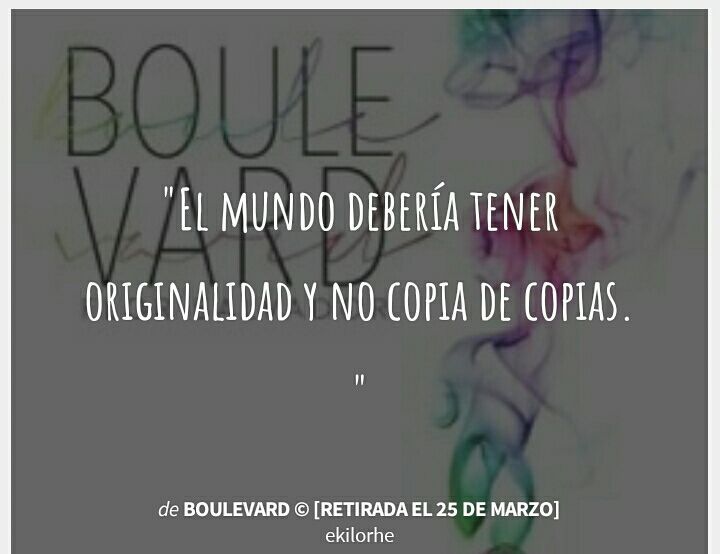 BOULE
VARD
"El mundo debería tener
originalidad y no copia de copias.
"
de BOULEVARD © [RETIRADA EL 25 DE MARZO]
ekilorhe